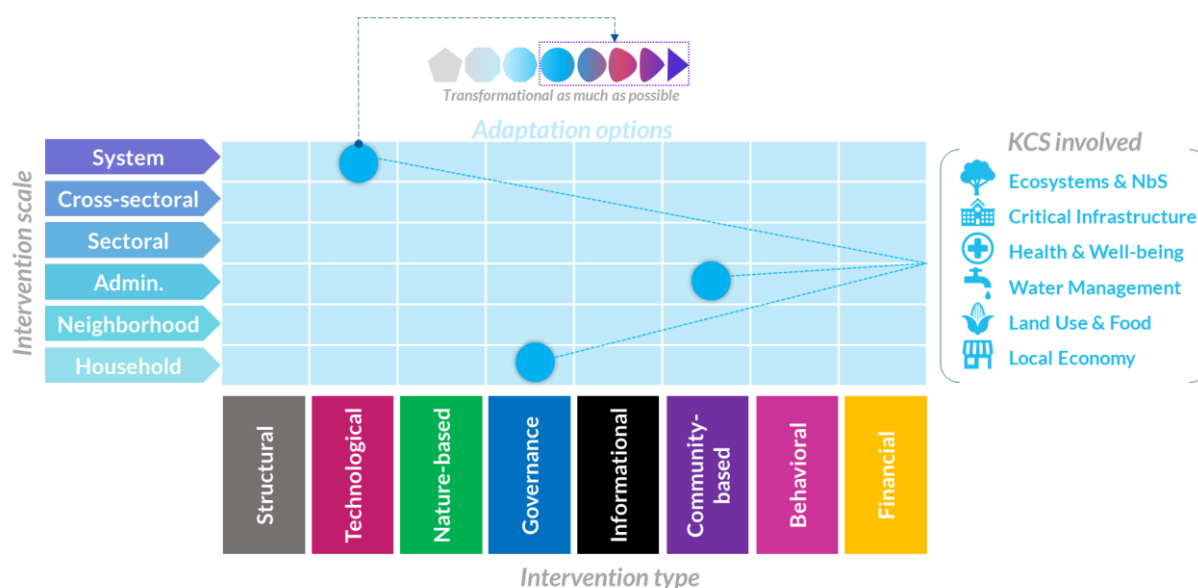 Transformational as much as possible
Adaptation options
KCS involved
Intervention scale
System
Cross-sectoral
Sectoral
Admin.
Neighborhood
Household
Ecosystems & NbS
Critical Infrastructure
Health & Well-being
Water Management
Land Use & Food
Local Economy
Structural
Technological
Nature-based
Governance
Informational
Community-
based
Behavioral
Financial
Intervention type